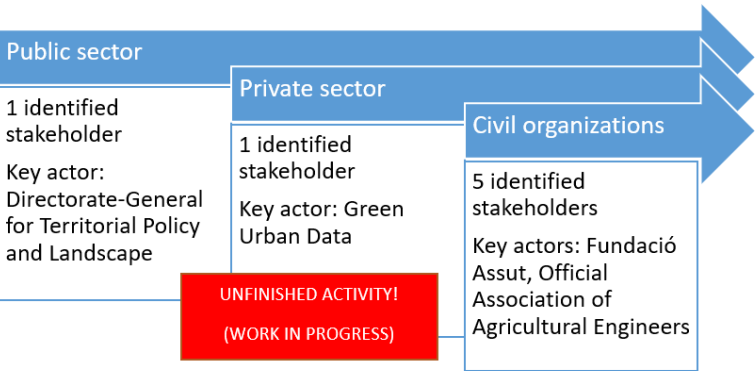 Public sector
1 identified
stakeholder
Key actor:
Directorate-General
for Territorial Policy
and Landscape
Private sector
1 identified
stakeholder
Key actor: Green
Urban Data
Civil organizations
5 identified
stakeholders
Key actors: Fundació
Assut, Official
Association of
Agricultural Engineers
UNFINISHED ACTIVITY!
(WORK IN PROGRESS)